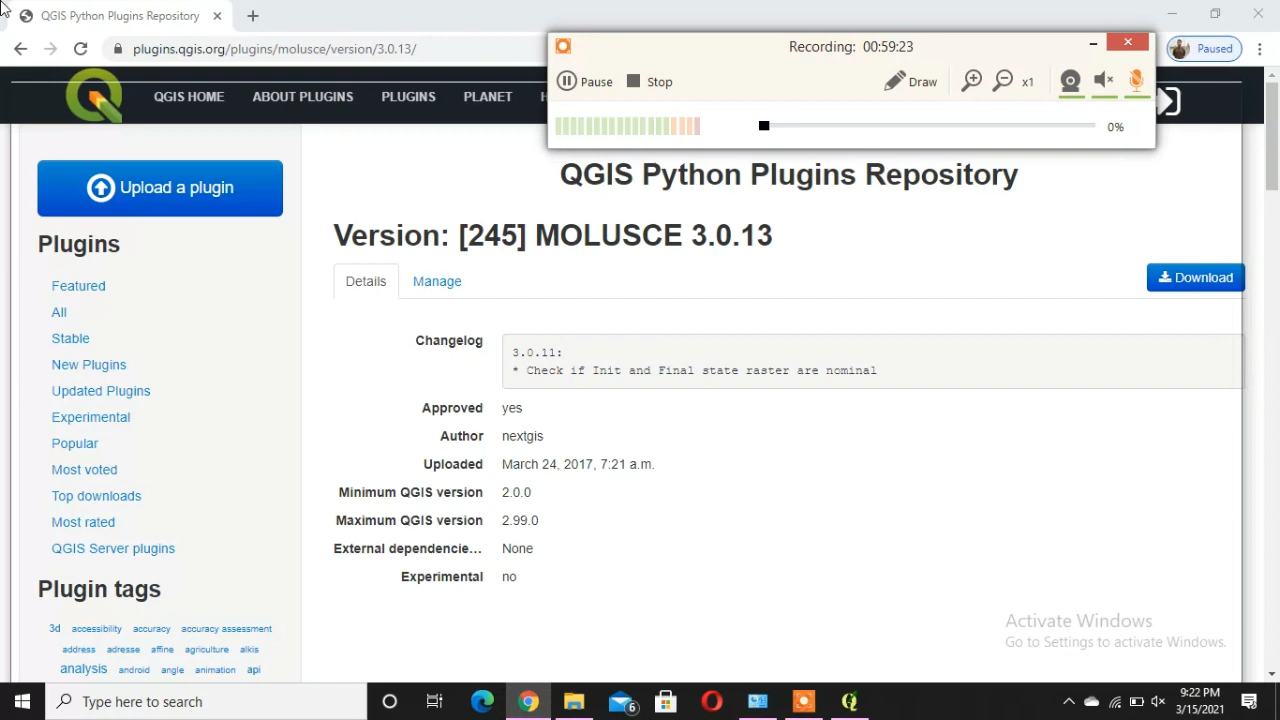 QGIS Python Plugins Repository
plugins.qgis.org/plugins/molusce/version/3.0.13/
Paused
Recording: 00:59:23
Pause
Stop
Draw
x1
0%
QGIS HOME
ABOUT PLUGINS
PLUGINS
PLANET
H
Upload a plugin
Plugins
Featured
All
Stable
New Plugins
Updated Plugins
Experimental
Popular
Most voted
Top downloads
Most rated
QGIS Server plugins
Plugin tags
3d accessibility accuracy accuracy assessment
address adresse affine agriculture alkis
analysis android angle animation api
QGIS Python Plugins Repository
Version: [245] MOLUSCE 3.0.13
Details
Manage
Download
Changelog
3.0.11:
* Check if Init and Final state raster are nominal
Approved yes
Author nextgis
Uploaded March 24, 2017, 7:21 a.m.
Minimum QGIS version 2.0.0
Maximum QGIS version 2.99.0
External dependencie... None
Experimental no
Activate Windows
Go to Settings to activate Windows.
Type here to search
6
9:22 PM
3/15/2021